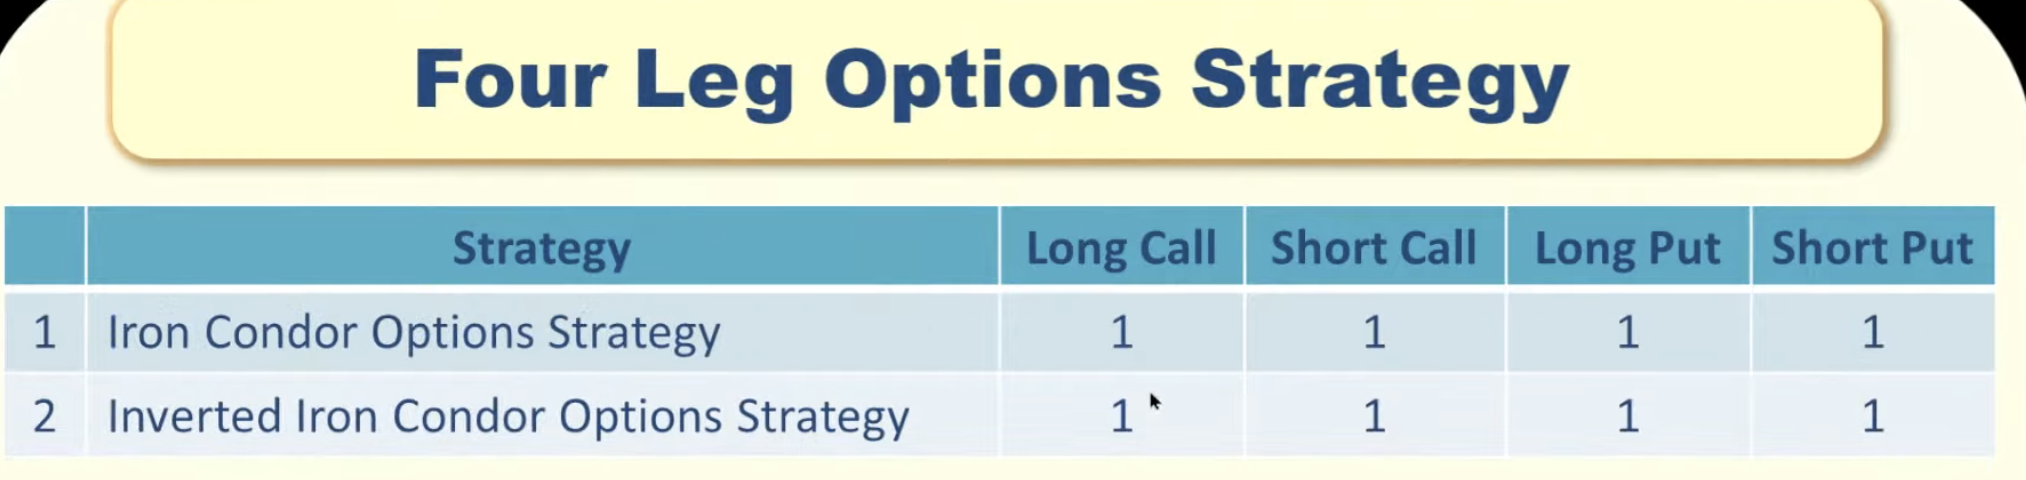 Four Leg Options Strategy
Strategy Long Call Short Call Long Put Short Put
1 Iron Condor Options Strategy 1 1 1 1
2 Inverted Iron Condor Options Strategy 1 1 1 1